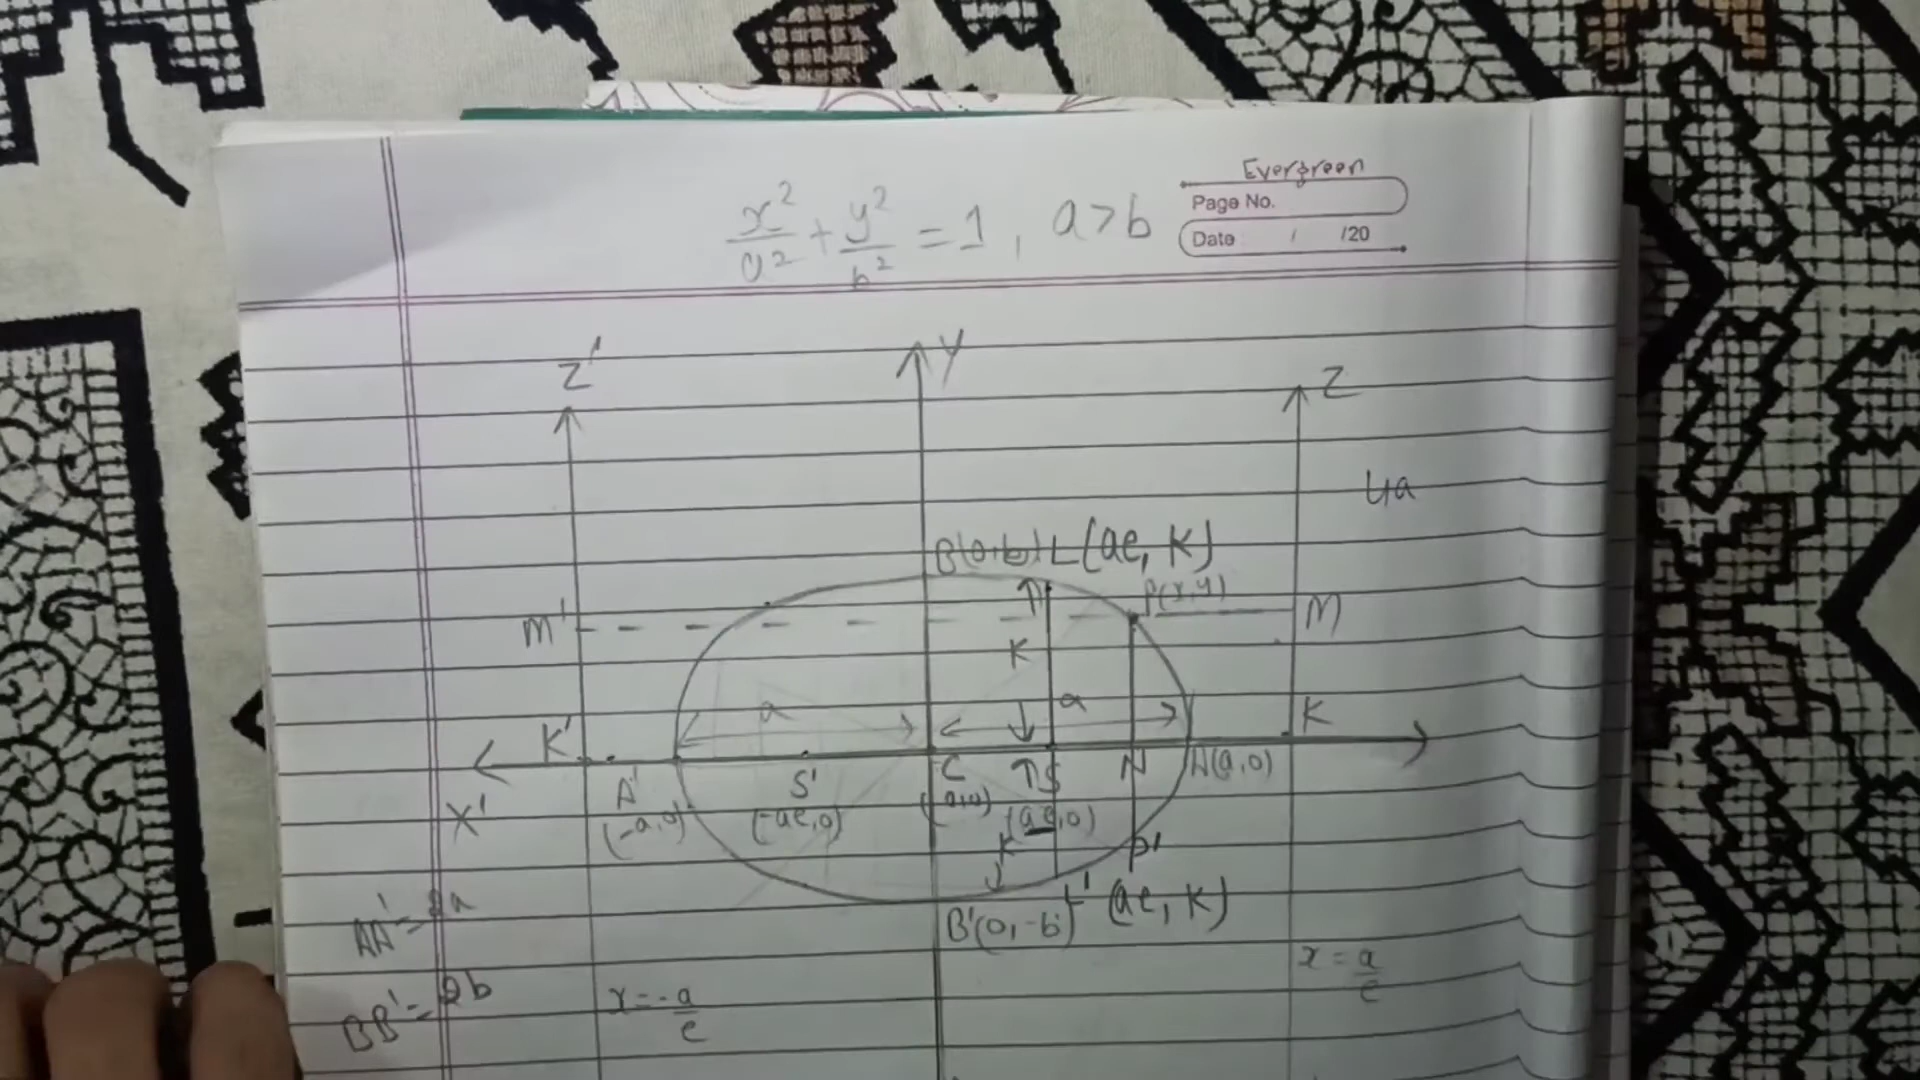 Evergreen
Page No.
Date / /20
x²/a² + y²/b² = 1, a>b
Z' Y Z
4a
B(0,b) L(ae, K)
P(x,y)
M' M
K
a a
K' K
C S N A(a,0)
A' S'
X' (-a,0) (-ae,0) (0,0) (ae,0)
K P'
AA' = 2a
L' (ae, K)
B'(0,-b)
x = a/e
BB' = 2b
x = -a/e